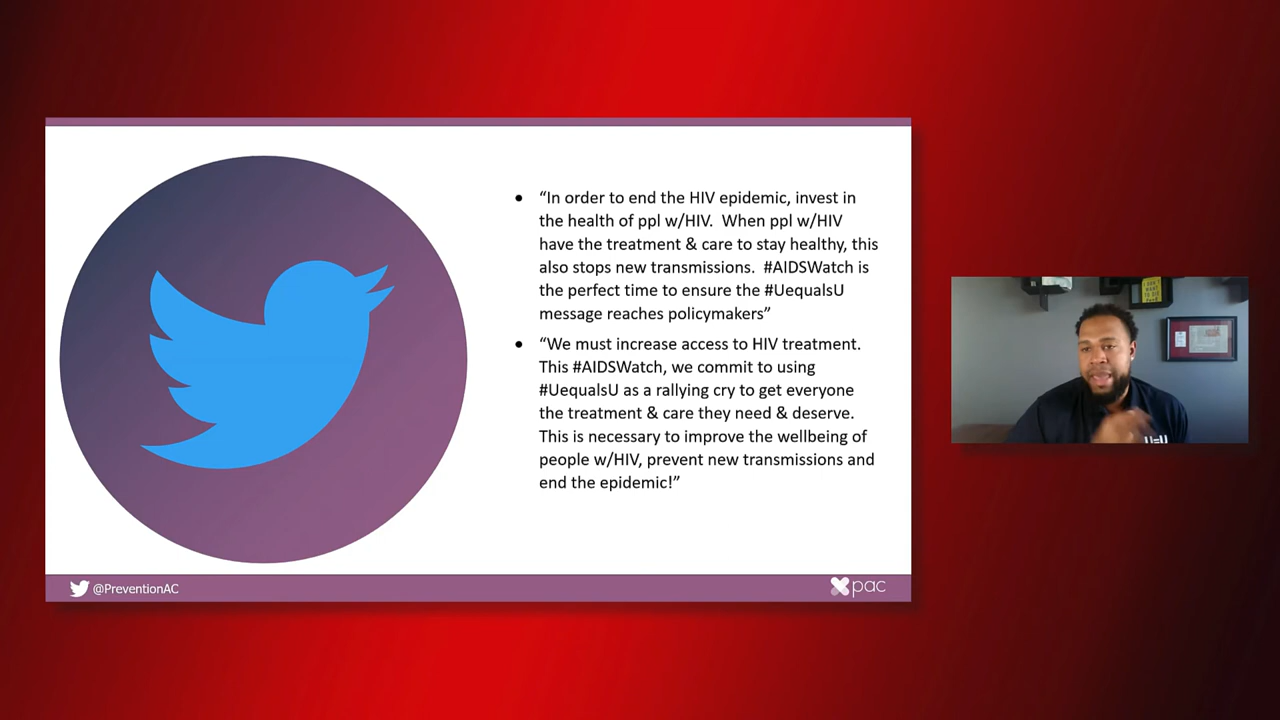 “In order to end the HIV epidemic, invest in
the health of ppl w/HIV.  When ppl w/HIV
have the treatment & care to stay healthy, this
also stops new transmissions.  #AIDSWatch is
the perfect time to ensure the #UequalsU
message reaches policymakers”
“We must increase access to HIV treatment.
This #AIDSWatch, we commit to using
#UequalsU as a rallying cry to get everyone
the treatment & care they need & deserve.
This is necessary to improve the wellbeing of
people w/HIV, prevent new transmissions and
end the epidemic!”
@PreventionAC
pac
U=U